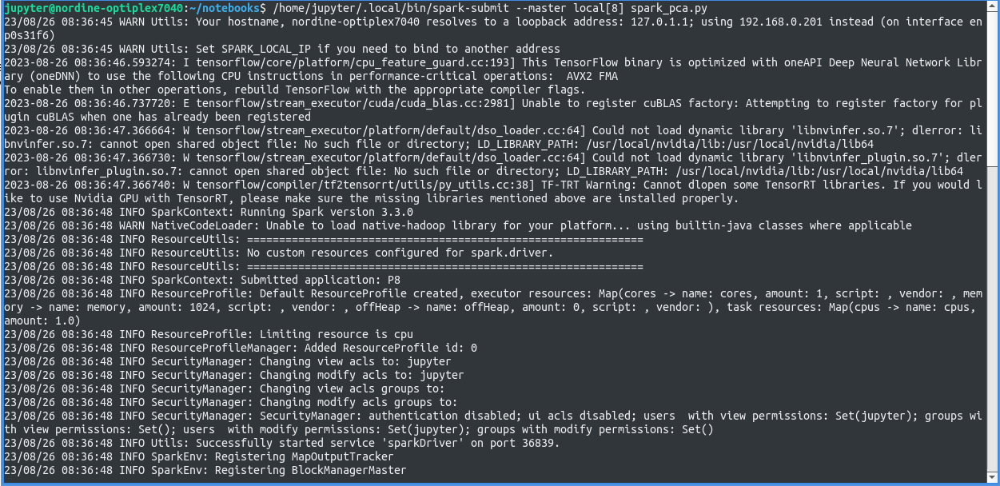 jupyter@nordine-optiplex7040:~/notebooks$ /home/jupyter/.local/bin/spark-submit --master local[8] spark_pca.py
23/08/26 08:36:45 WARN Utils: Your hostname, nordine-optiplex7040 resolves to a loopback address: 127.0.1.1; using 192.168.0.201 instead (on interface en
p0s31f6)
23/08/26 08:36:45 WARN Utils: Set SPARK_LOCAL_IP if you need to bind to another address
2023-08-26 08:36:46.593274: I tensorflow/core/platform/cpu_feature_guard.cc:193] This TensorFlow binary is optimized with oneAPI Deep Neural Network Libr
ary (oneDNN) to use the following CPU instructions in performance-critical operations:  AVX2 FMA
To enable them in other operations, rebuild TensorFlow with the appropriate compiler flags.
2023-08-26 08:36:46.737720: E tensorflow/stream_executor/cuda/cuda_blas.cc:2981] Unable to register cuBLAS factory: Attempting to register factory for pl
ugin cuBLAS when one has already been registered
2023-08-26 08:36:47.366664: W tensorflow/stream_executor/platform/default/dso_loader.cc:64] Could not load dynamic library 'libnvinfer.so.7'; dlerror: li
bnvinfer.so.7: cannot open shared object file: No such file or directory; LD_LIBRARY_PATH: /usr/local/nvidia/lib:/usr/local/nvidia/lib64
2023-08-26 08:36:47.366730: W tensorflow/stream_executor/platform/default/dso_loader.cc:64] Could not load dynamic library 'libnvinfer_plugin.so.7'; dler
ror: libnvinfer_plugin.so.7: cannot open shared object file: No such file or directory; LD_LIBRARY_PATH: /usr/local/nvidia/lib:/usr/local/nvidia/lib64
2023-08-26 08:36:47.366740: W tensorflow/compiler/tf2tensorrt/utils/py_utils.cc:38] TF-TRT Warning: Cannot dlopen some TensorRT libraries. If you would l
ike to use Nvidia GPU with TensorRT, please make sure the missing libraries mentioned above are installed properly.
23/08/26 08:36:48 INFO SparkContext: Running Spark version 3.3.0
23/08/26 08:36:48 WARN NativeCodeLoader: Unable to load native-hadoop library for your platform... using builtin-java classes where applicable
23/08/26 08:36:48 INFO ResourceUtils: ==============================================================
23/08/26 08:36:48 INFO ResourceUtils: No custom resources configured for spark.driver.
23/08/26 08:36:48 INFO ResourceUtils: ==============================================================
23/08/26 08:36:48 INFO SparkContext: Submitted application: P8
23/08/26 08:36:48 INFO ResourceProfile: Default ResourceProfile created, executor resources: Map(cores -> name: cores, amount: 1, script: , vendor: , mem
ory -> name: memory, amount: 1024, script: , vendor: , offHeap -> name: offHeap, amount: 0, script: , vendor: ), task resources: Map(cpus -> name: cpus,
amount: 1.0)
23/08/26 08:36:48 INFO ResourceProfile: Limiting resource is cpu
23/08/26 08:36:48 INFO ResourceProfileManager: Added ResourceProfile id: 0
23/08/26 08:36:48 INFO SecurityManager: Changing view acls to: jupyter
23/08/26 08:36:48 INFO SecurityManager: Changing modify acls to: jupyter
23/08/26 08:36:48 INFO SecurityManager: Changing view acls groups to:
23/08/26 08:36:48 INFO SecurityManager: Changing modify acls groups to:
23/08/26 08:36:48 INFO SecurityManager: SecurityManager: authentication disabled; ui acls disabled; users  with view permissions: Set(jupyter); groups wi
th view permissions: Set(); users  with modify permissions: Set(jupyter); groups with modify permissions: Set()
23/08/26 08:36:48 INFO Utils: Successfully started service 'sparkDriver' on port 36839.
23/08/26 08:36:48 INFO SparkEnv: Registering MapOutputTracker
23/08/26 08:36:48 INFO SparkEnv: Registering BlockManagerMaster